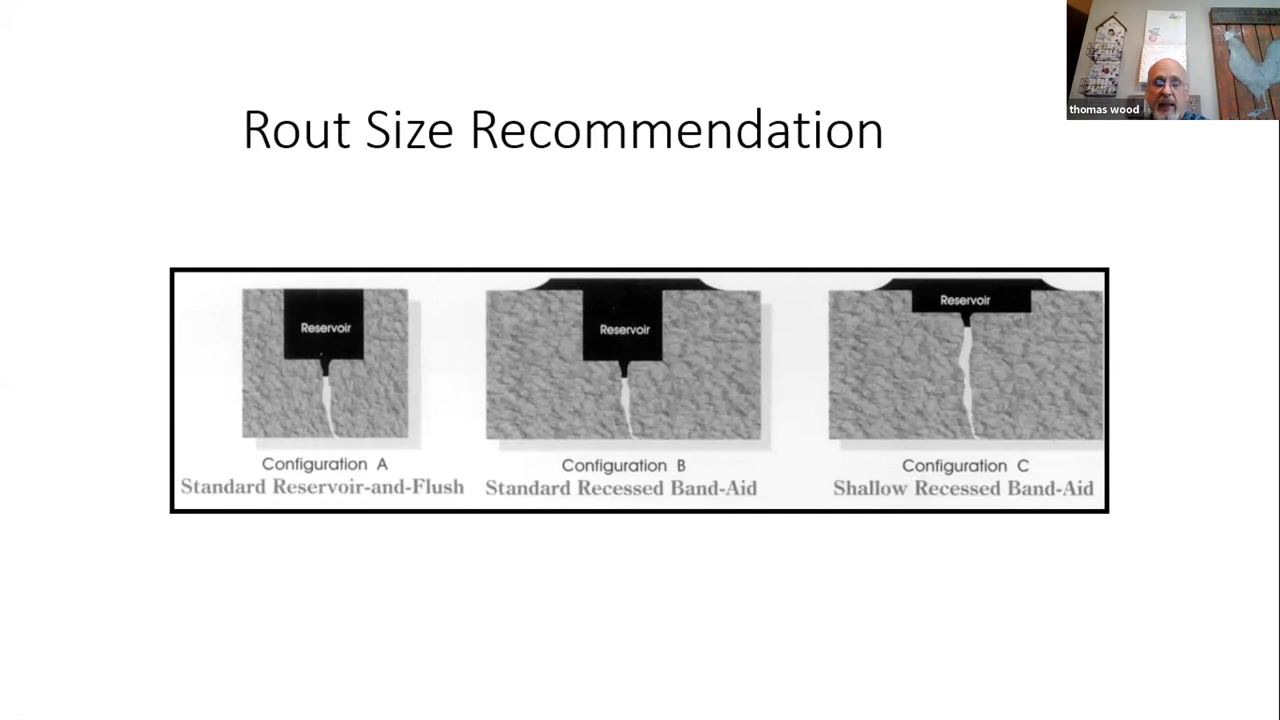 thomas wood
Rout Size Recommendation
Reservoir
Reservoir
Reservoir
Configuration A
Configuration B
Configuration C
Standard Reservoir-and-Flush
Standard Recessed Band-Aid
Shallow Recessed Band-Aid